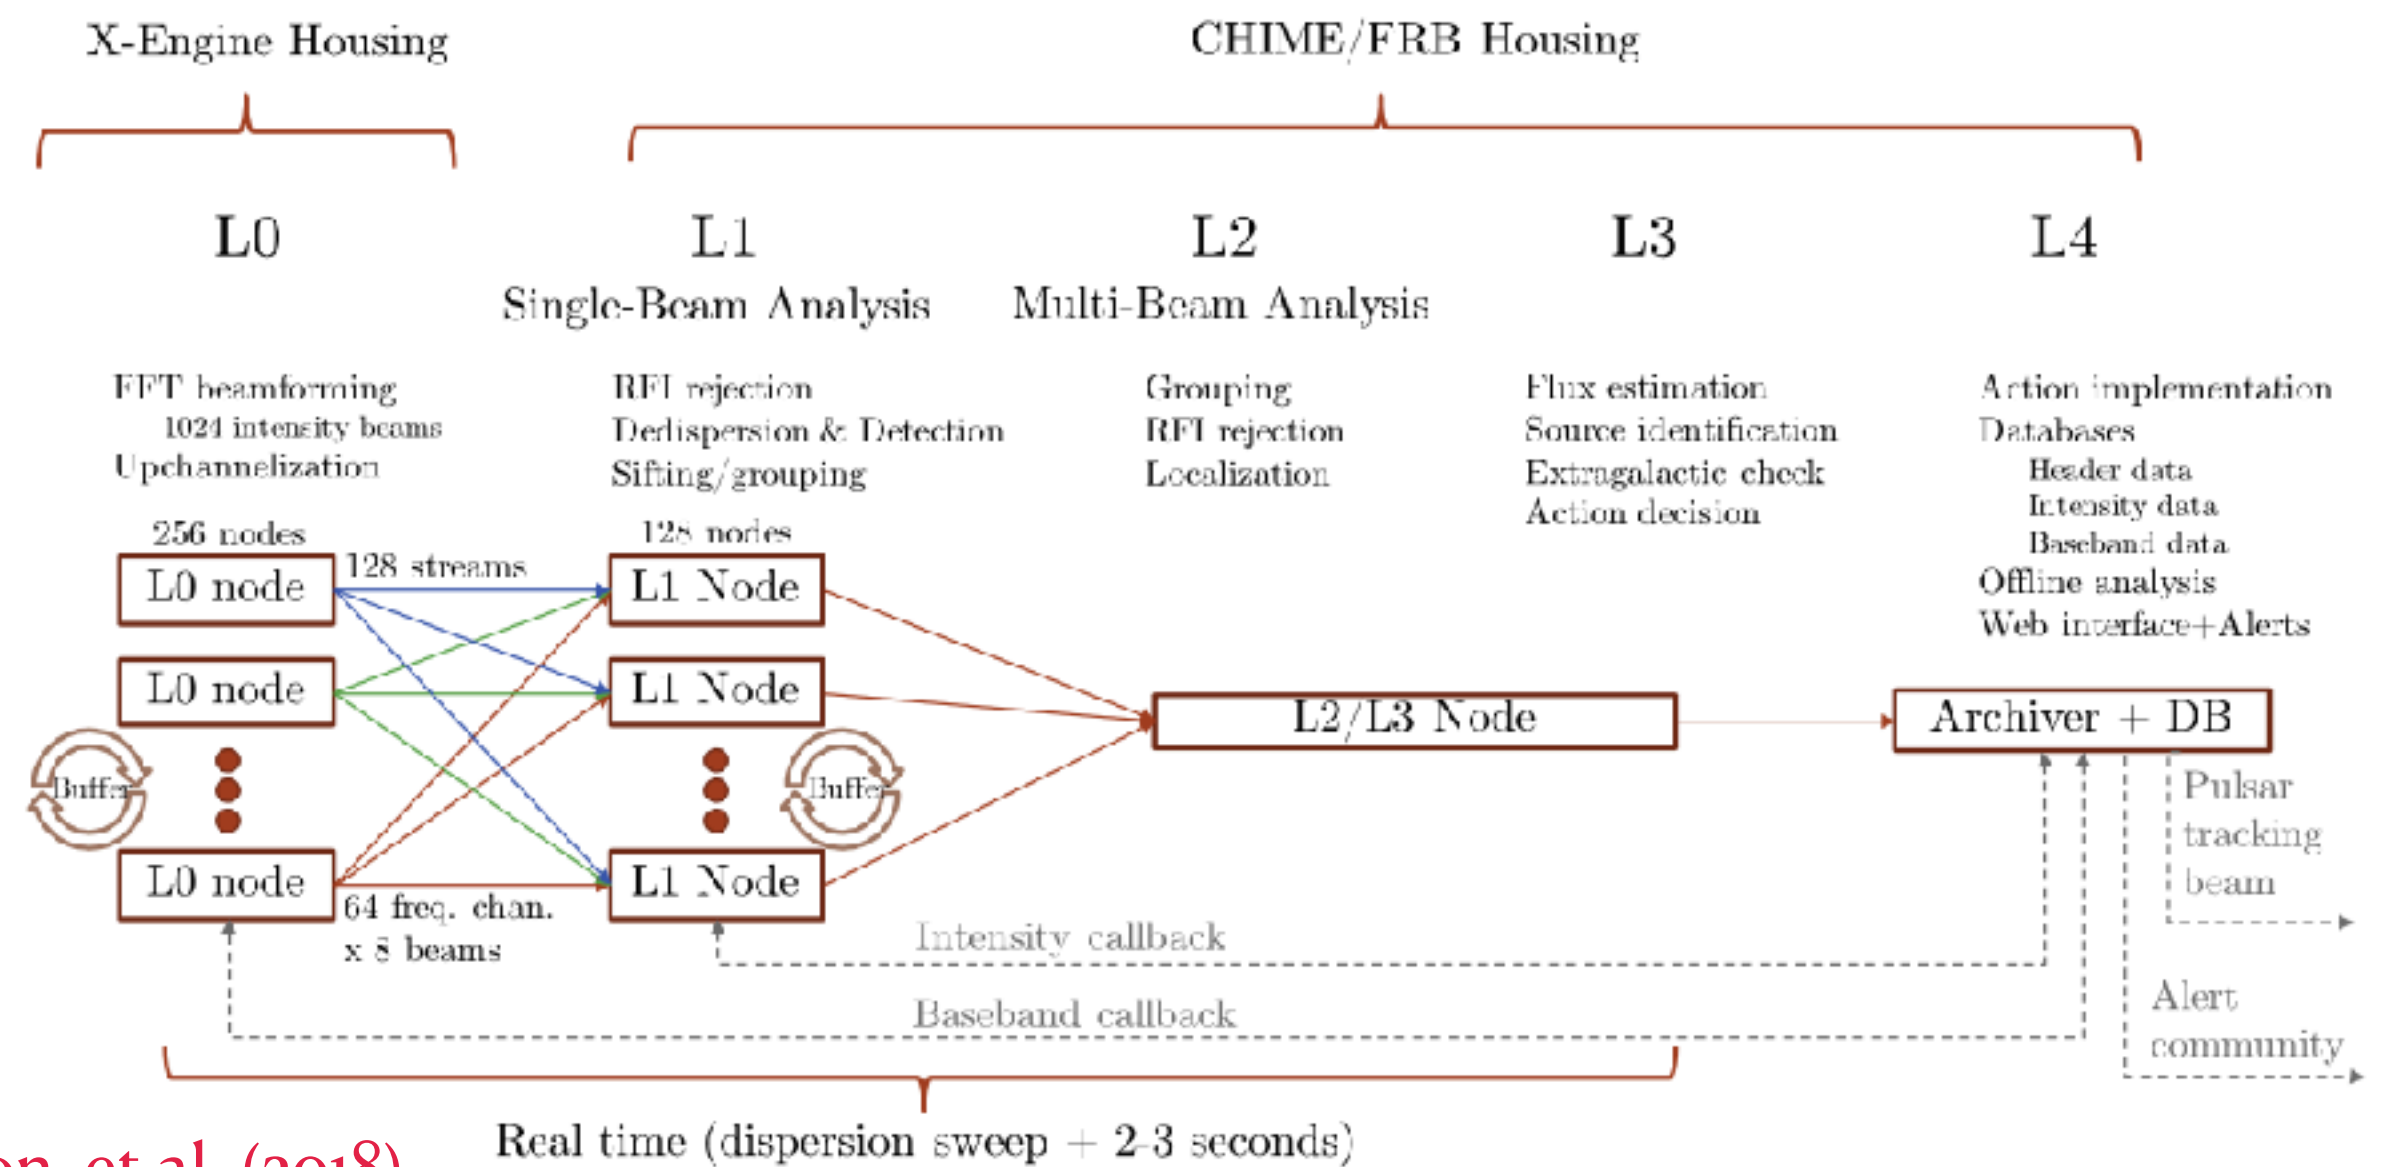 X-Engine Housing
CHIME/FRB Housing
L0
L1
L2
L3
L4
Single-Beam Analysis
Multi-Beam Analysis
FFT beamforming
1024 intensity beams
Upchannelization
RFI rejection
Dedispersion & Detection
Sifting/grouping
Grouping
RFI rejection
Localization
Flux estimation
Source identification
Extragalactic check
Action decision
Action implementation
Databases
Header data
Intensity data
Baseband data
Offline analysis
Web interface+Alerts
256 nodes
128 streams
128 nodes
L0 node
L1 Node
L0 node
L1 Node
L2/L3 Node
Archiver + DB
Buffer
Buffer
L0 node
L1 Node
64 freq. chan.
x 8 beams
Pulsar
tracking
beam
Intensity callback
Baseband callback
Alert
community
Real time (dispersion sweep + 2-3 seconds)
et al. (2018)